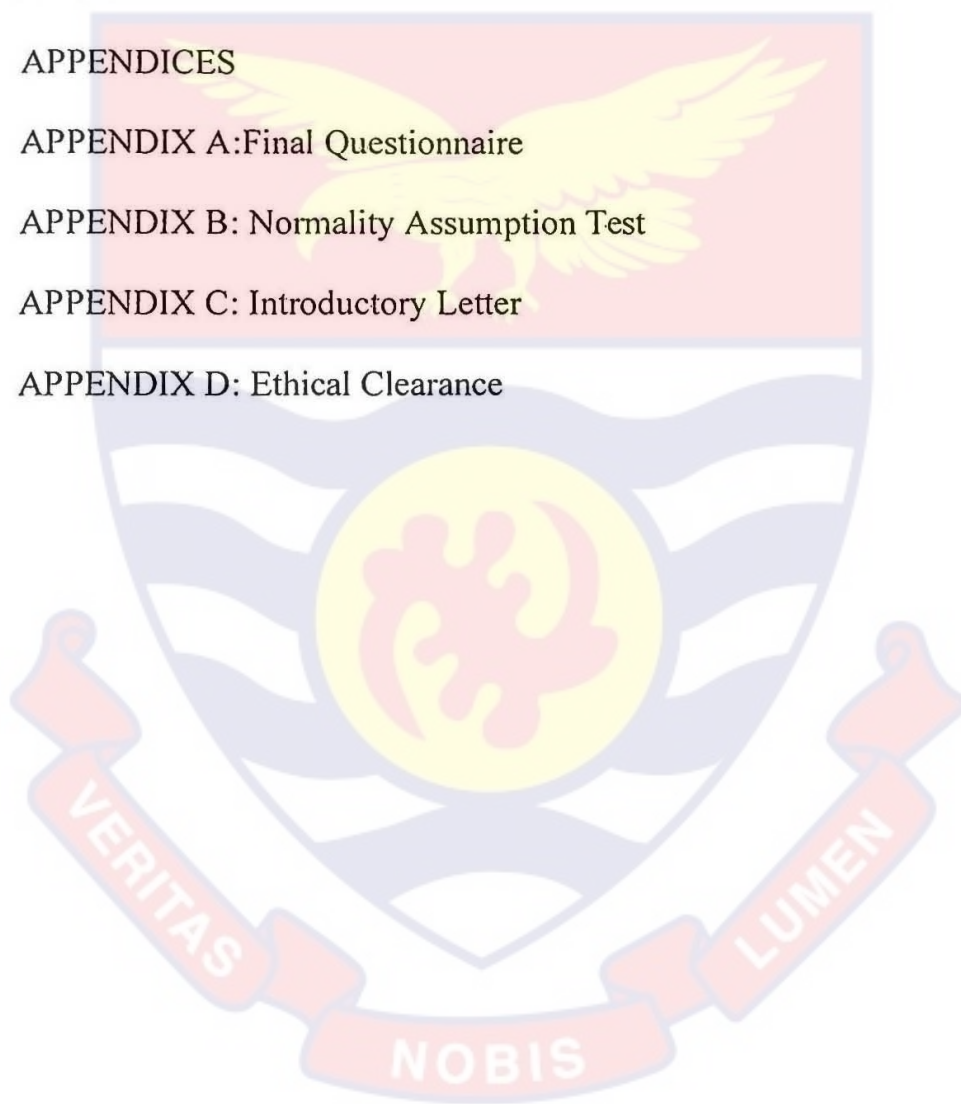 APPENDICES
APPENDIX A:Final Questionnaire
APPENDIX B: Normality Assumption Test
APPENDIX C: Introductory Letter
APPENDIX D: Ethical Clearance
VERITAS
NOBIS
LUMEN